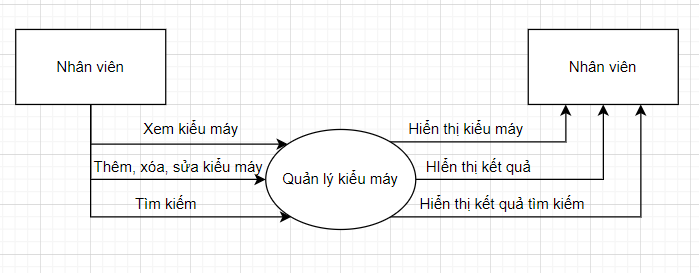 Nhân viên
Nhân viên
Xem kiểu máy
Hiển thị kiểu máy
Thêm, xóa, sửa kiểu máy
Quản lý kiểu máy
HIển thị kết quả
Tìm kiếm
Hiển thị kết quả tìm kiếm